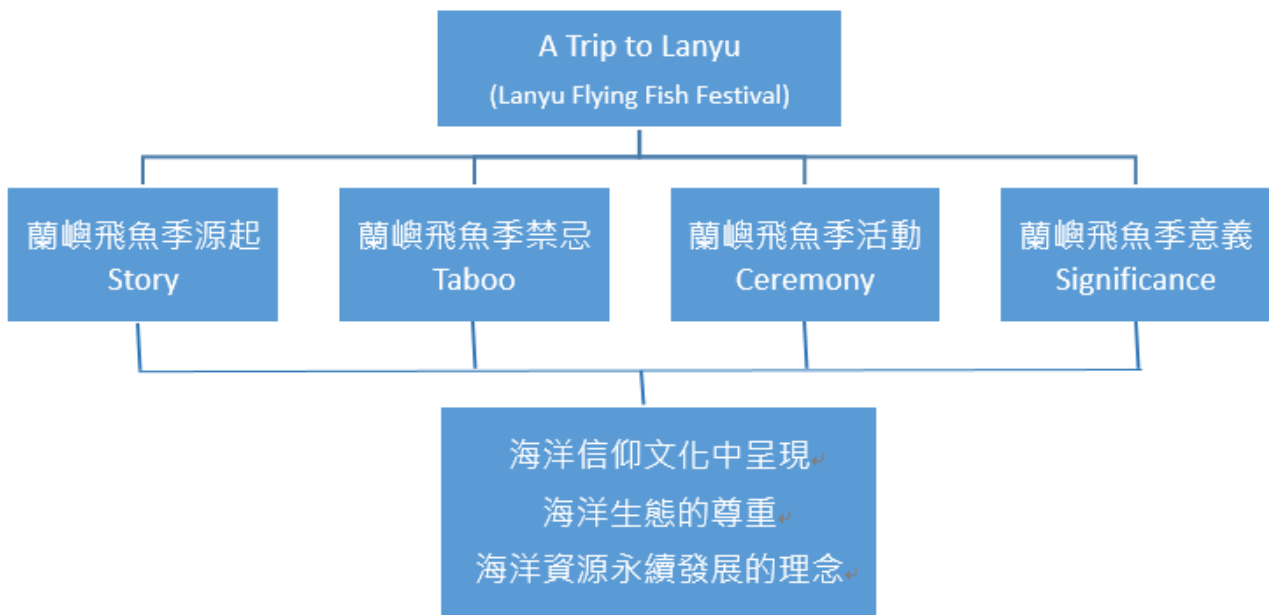 A Trip to Lanyu
(Lanyu Flying Fish Festival)
蘭嶼飛魚季源起
Story
蘭嶼飛魚季禁忌
Taboo
蘭嶼飛魚季活動
Ceremony
蘭嶼飛魚季意義
Significance
海洋信仰文化中呈現
海洋生態的尊重
海洋資源永續發展的理念